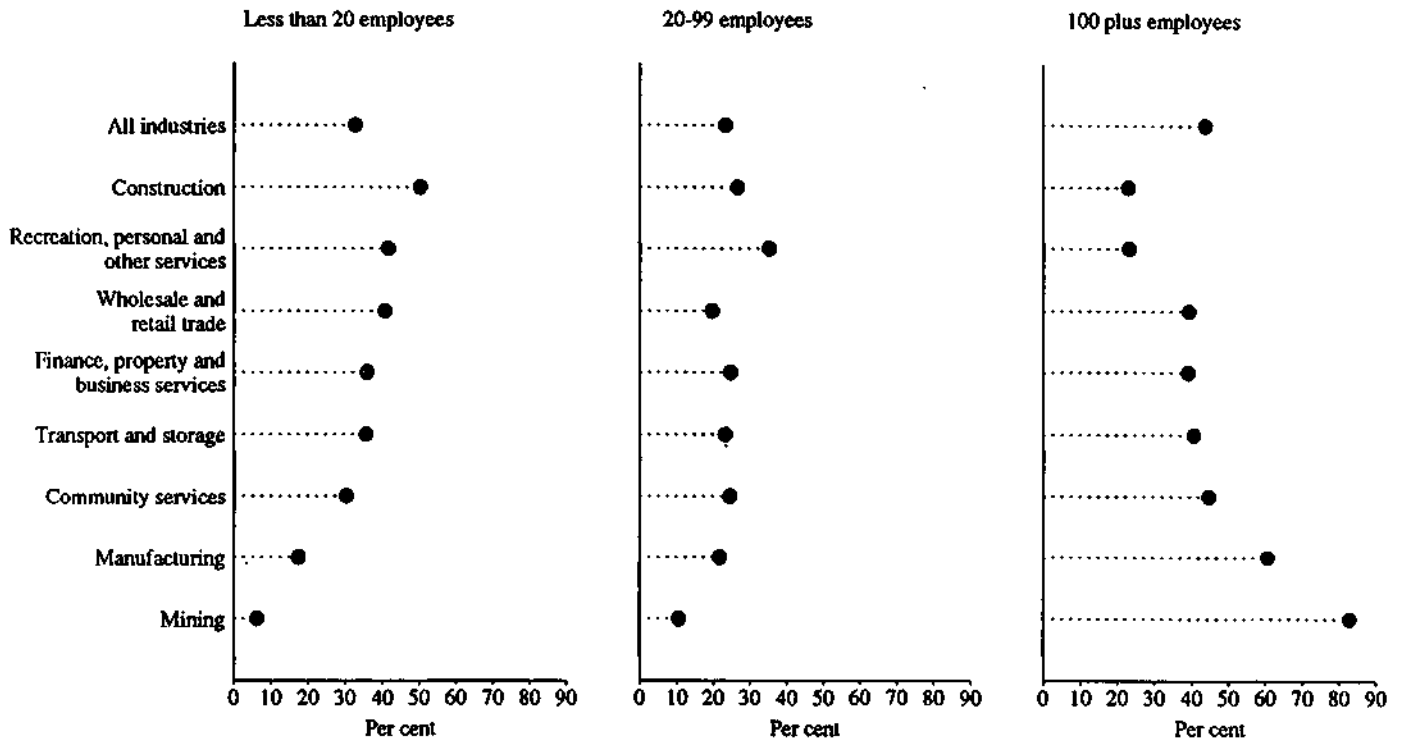 Less than 20 employees
20-99 employees
100 plus employees
All industries
Construction
Recreation, personal and
other services
Wholesale and
retail trade
Finance, property and
business services
Transport and storage
Community services
Manufacturing
Mining
0 10 20 30 40 50 60 70 80 90
0 10 20 30 40 50 60 70 80 90
0 10 20 30 40 50 60 70 80 90
Per cent
Per cent
Per cent